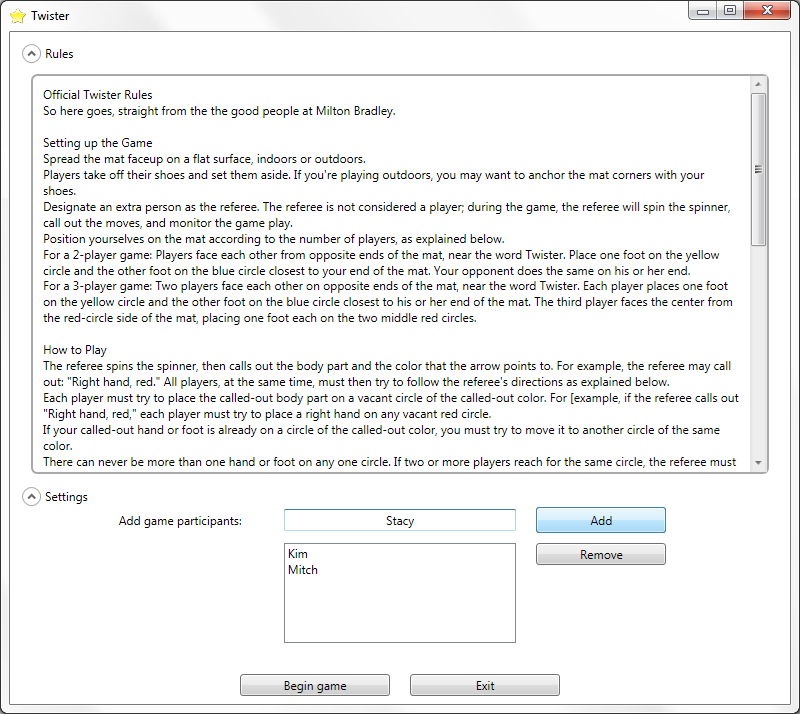 Twister
Rules
Official Twister Rules
So here goes, straight from the the good people at Milton Bradley.
Setting up the Game
Spread the mat faceup on a flat surface, indoors or outdoors.
Players take off their shoes and set them aside. If you're playing outdoors, you may want to anchor the mat corners with your
shoes.
Designate an extra person as the referee. The referee is not considered a player; during the game, the referee will spin the spinner,
call out the moves, and monitor the game play.
Position yourselves on the mat according to the number of players, as explained below.
For a 2-player game: Players face each other from opposite ends of the mat, near the word Twister. Place one foot on the yellow
circle and the other foot on the blue circle closest to your end of the mat. Your opponent does the same on his or her end.
For a 3-player game: Two players face each other on opposite ends of the mat, near the word Twister. Each player places one foot
on the yellow circle and the other foot on the blue circle closest to his or her end of the mat. The third player faces the center from
the red-circle side of the mat, placing one foot each on the two middle red circles.
How to Play
The referee spins the spinner, then calls out the body part and the color that the arrow points to. For example, the referee may call
out: "Right hand, red." All players, at the same time, must then try to follow the referee's directions as explained below.
Each player must try to place the called-out body part on a vacant circle of the called-out color. For [example, if the referee calls out
"Right hand, red," each player must try to place a right hand on any vacant red circle.
If your called-out hand or foot is already on a circle of the called-out color, you must try to move it to another circle of the same
color.
There can never be more than one hand or foot on any one circle. If two or more players reach for the same circle, the referee must
Settings
Add game participants:
Stacy
Add
Kim
Mitch
Remove
Begin game
Exit